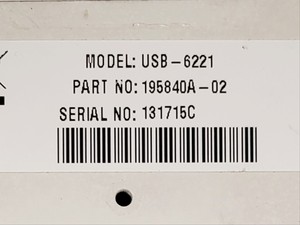 MODEL: USB-6221
PART NO: 195840A-02
SERIAL NO: 131715C